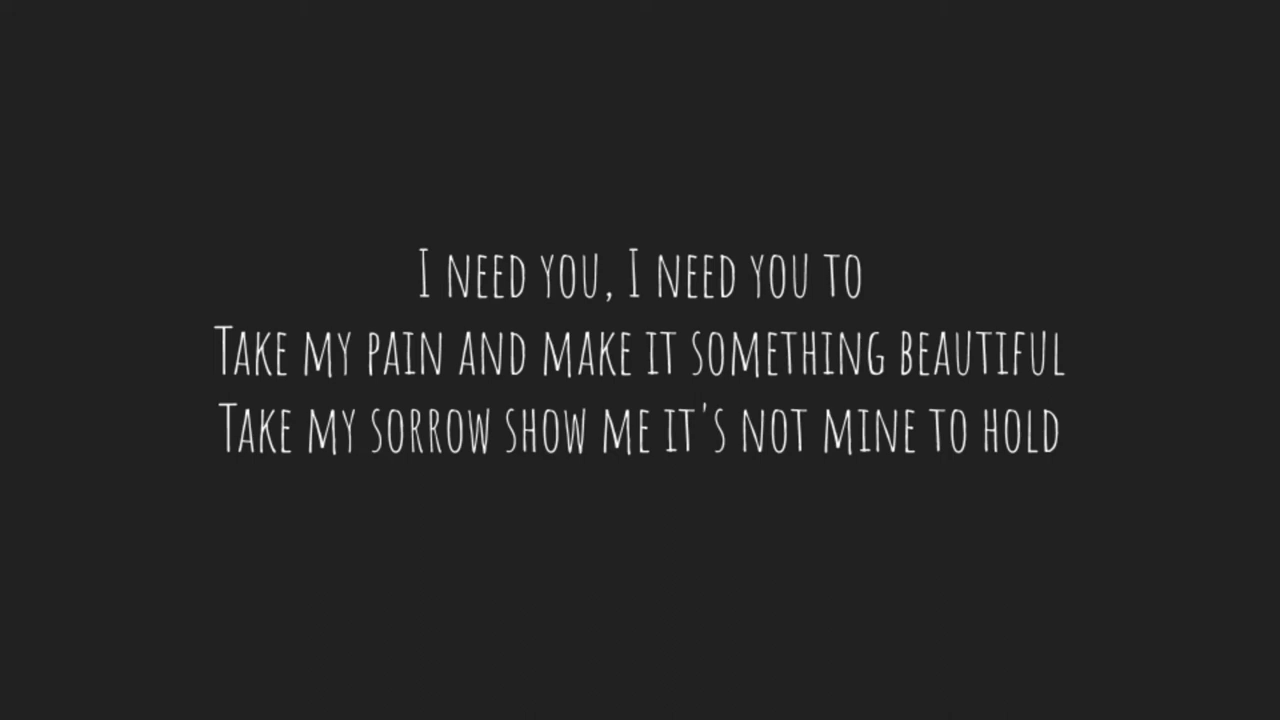 I need you, I need you to
Take my pain and make it something beautiful
Take my sorrow show me it's not mine to hold